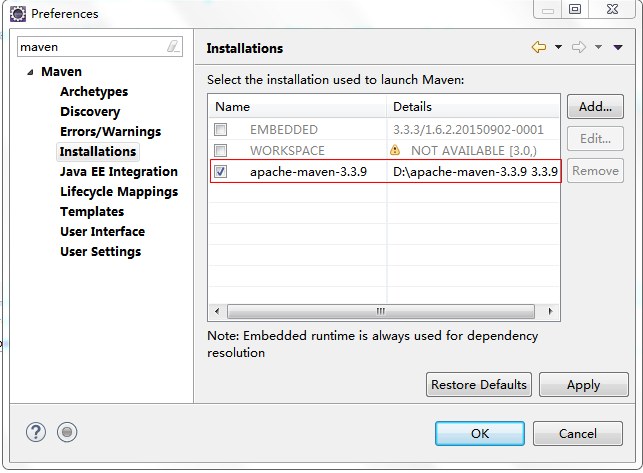 Preferences
maven
Maven
Archetypes
Discovery
Errors/Warnings
Installations
Java EE Integration
Lifecycle Mappings
Templates
User Interface
User Settings
Installations
Select the installation used to launch Maven:
Name Details
EMBEDDED 3.3.3/1.6.2.20150902-0001
WORKSPACE NOT AVAILABLE [3.0,)
apache-maven-3.3.9 D:\apache-maven-3.3.9 3.3.9
Add...
Edit...
Remove
Note: Embedded runtime is always used for dependency
resolution
Restore Defaults Apply
OK Cancel